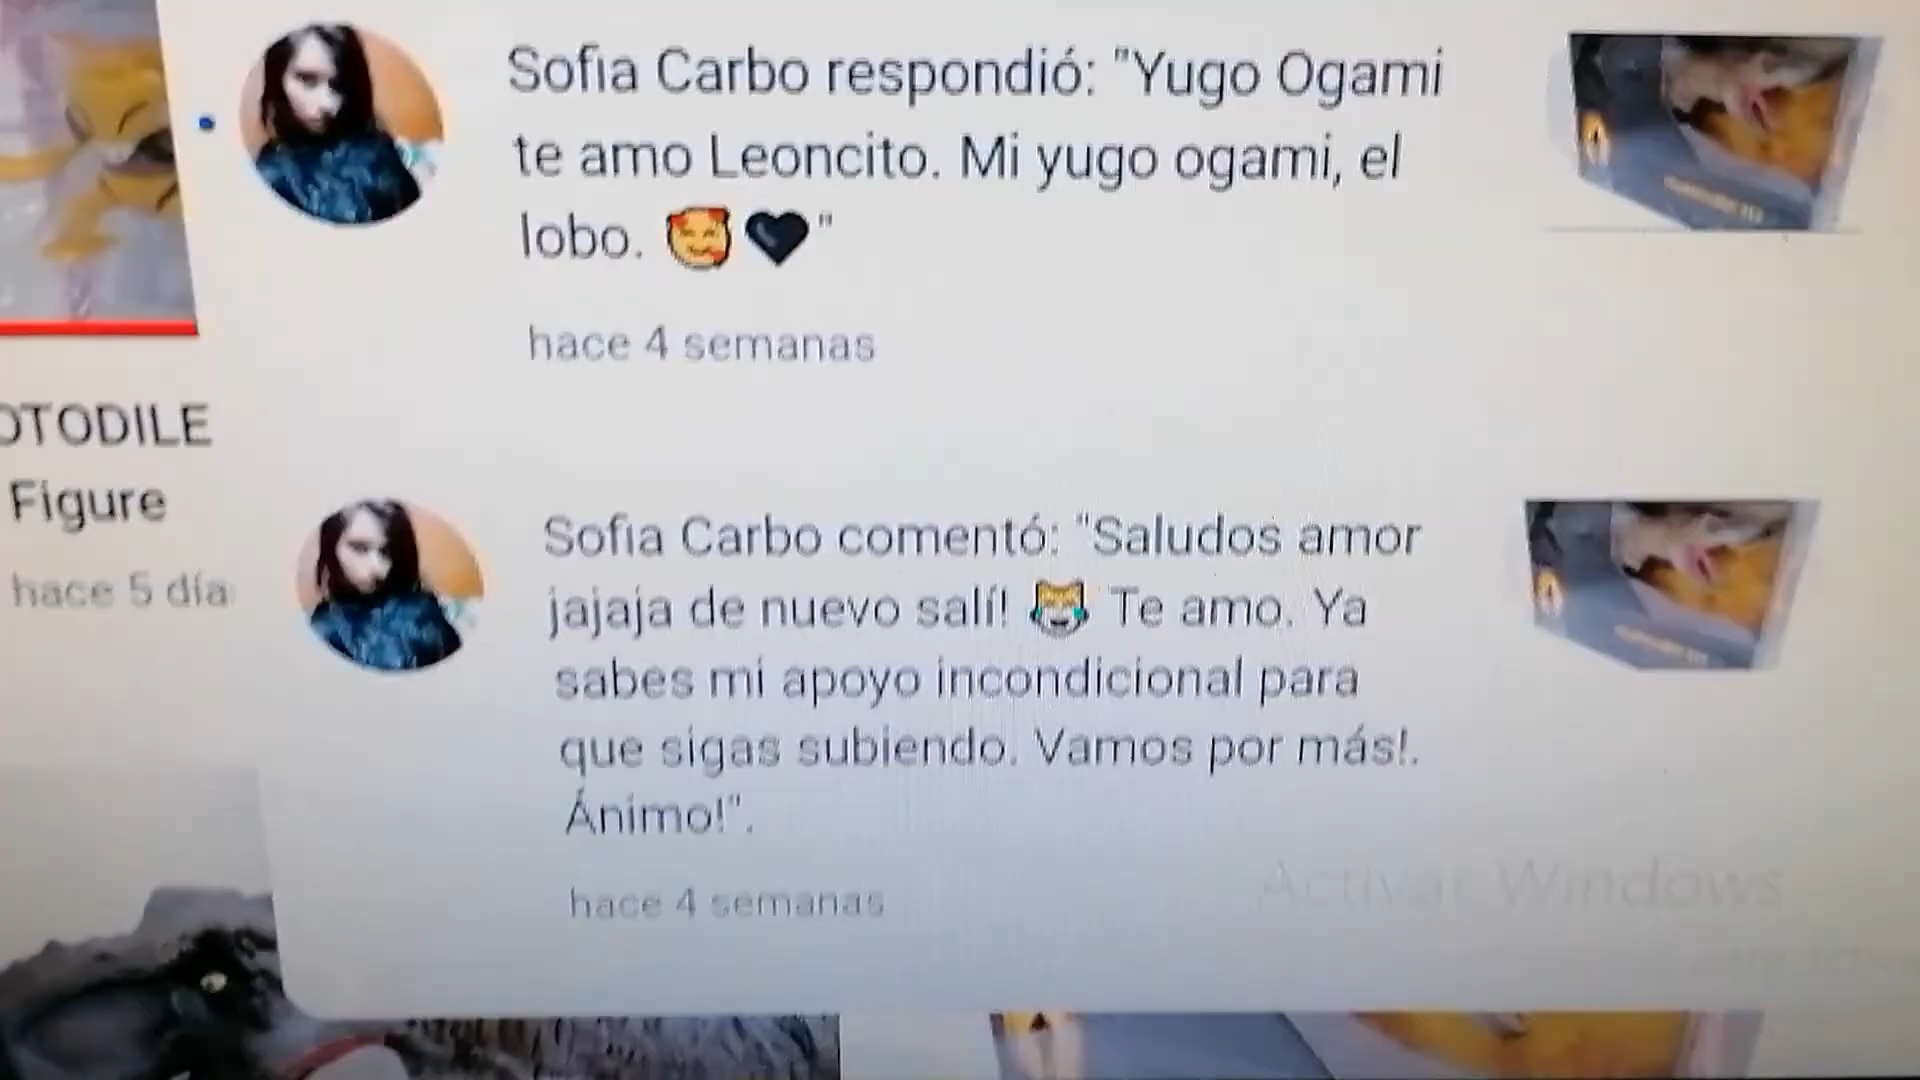 Sofia Carbo respondió: "Yugo Ogami
te amo Leoncito. Mi yugo ogami, el
lobo. 🥰🖤"
hace 4 semanas
OTODILE
Figure
hace 5 día
Sofia Carbo comentó: "Saludos amor
jajaja de nuevo salí! 😹 Te amo. Ya
sabes mi apoyo incondicional para
que sigas subiendo. Vamos por más!.
Ánimo!".
hace 4 semanas
Activar Windows